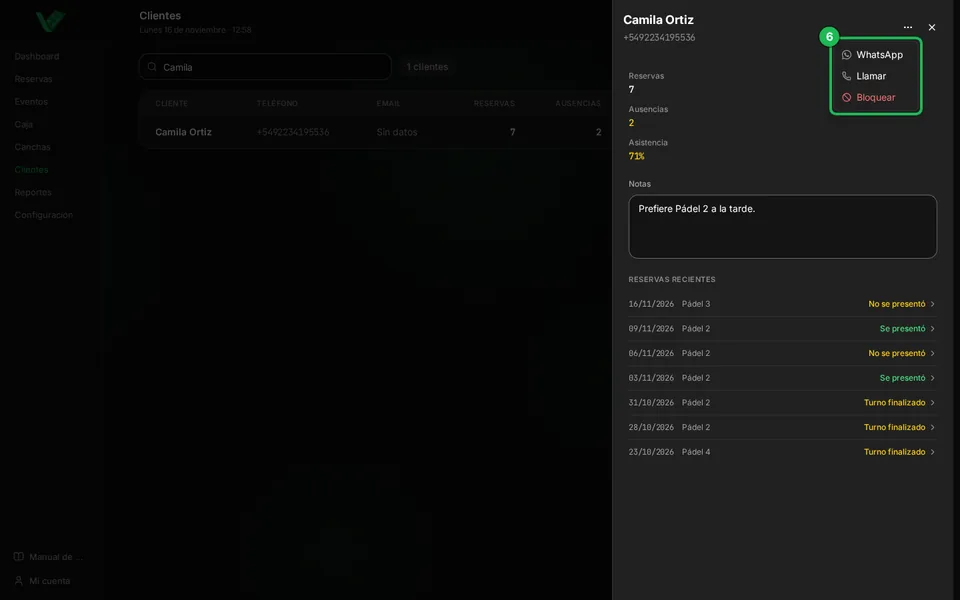 Clientes
Lunes 16 de noviembre · 12:58
Dashboard
Reservas
Eventos
Caja
Canchas
Clientes
Reportes
Configuración
Manual de ...
Mi cuenta
Camila
1 clientes
CLIENTE TELÉFONO EMAIL RESERVAS AUSENCIAS
Camila Ortiz +5492234195536 Sin datos 7 2
Camila Ortiz
+5492234195536
6
WhatsApp
Llamar
Bloquear
Reservas
7
Ausencias
2
Asistencia
71%
Notas
Prefiere Pádel 2 a la tarde.
RESERVAS RECIENTES
16/11/2026 Pádel 3 No se presentó
09/11/2026 Pádel 2 Se presentó
06/11/2026 Pádel 2 No se presentó
03/11/2026 Pádel 2 Se presentó
31/10/2026 Pádel 2 Turno finalizado
28/10/2026 Pádel 2 Turno finalizado
23/10/2026 Pádel 4 Turno finalizado